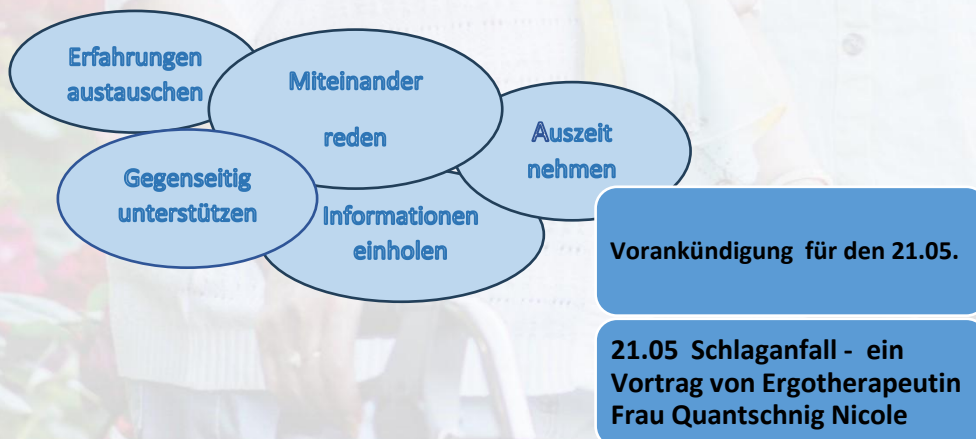 Erfahrungen
austauschen
Miteinander
reden
Auszeit
nehmen
Gegenseitig
unterstützen
Informationen
einholen
Vorankündigung für den 21.05.
21.05 Schlaganfall - ein
Vortrag von Ergotherapeutin
Frau Quantschnig Nicole